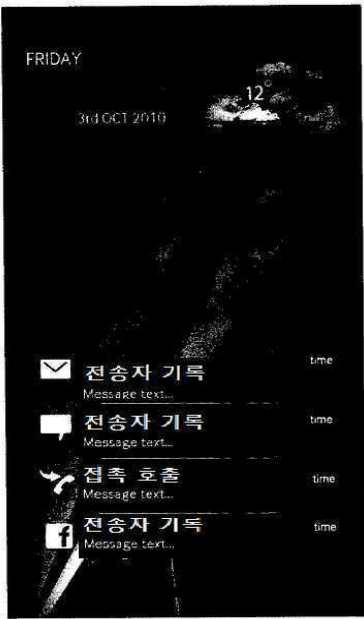 FRIDAY
12°
3rd OCT 2010
전송자 기록
time
Message text...
전송자 기록
time
Message text...
접촉 호출
time
Message text...
전송자 기록
time
Message text...